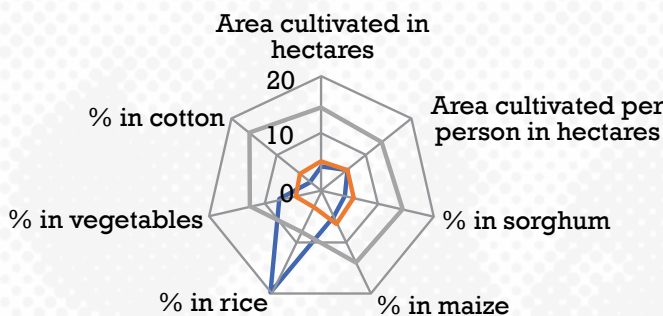 Area cultivated in
hectares
20
% in cotton
Area cultivated per
person in hectares
10
0
% in vegetables
% in sorghum
% in rice
% in maize